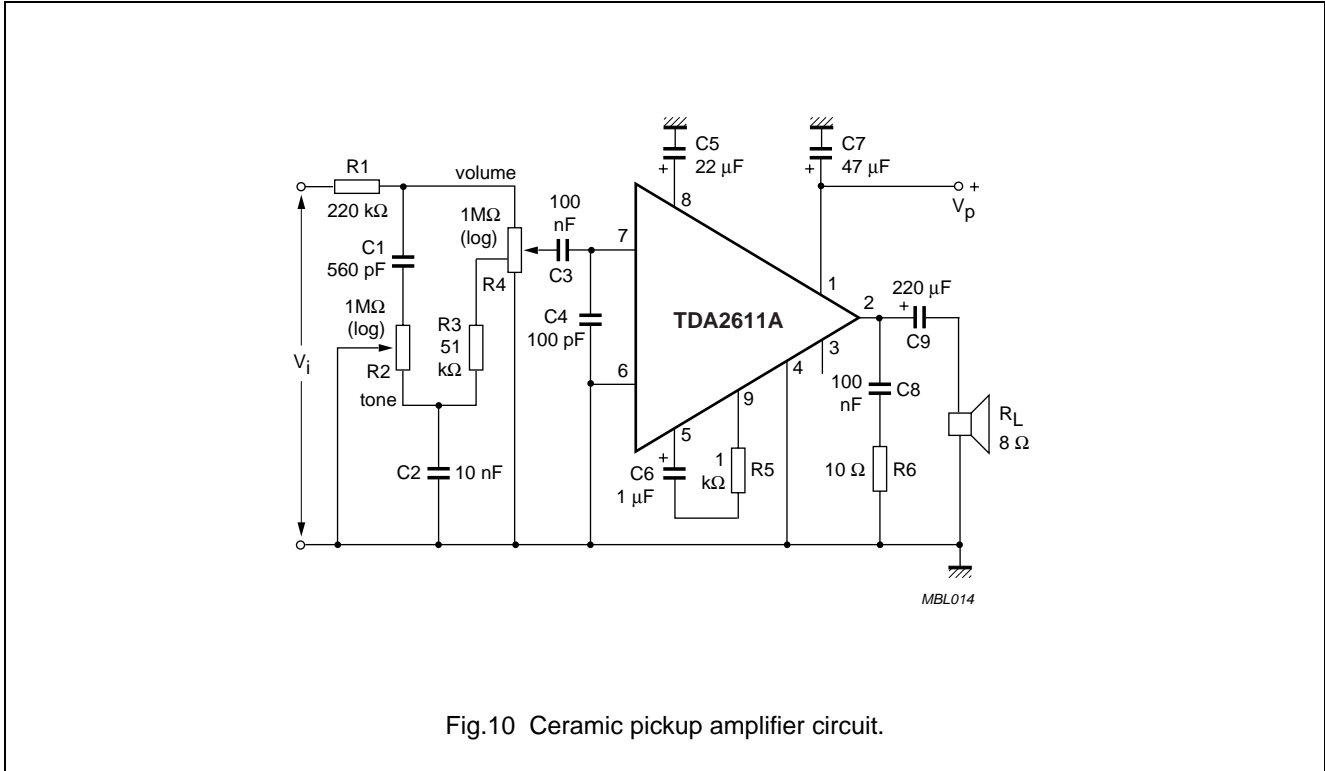 C5
22 μF
+
8
C7
47 μF
+
+
Vp
R1
220 kΩ
volume
1MΩ
(log)
R4
100
nF
C3
7
C1
560 pF
1MΩ
(log)
R2
tone
R3
51
kΩ
C4
100 pF
6
TDA2611A
1
2
220 μF
+
C9
3
4
Vi
9
5
+
C6
1 μF
1
kΩ
R5
100
nF
C8
10 Ω
R6
RL
8 Ω
C2
10 nF
MBL014
Fig.10 Ceramic pickup amplifier circuit.